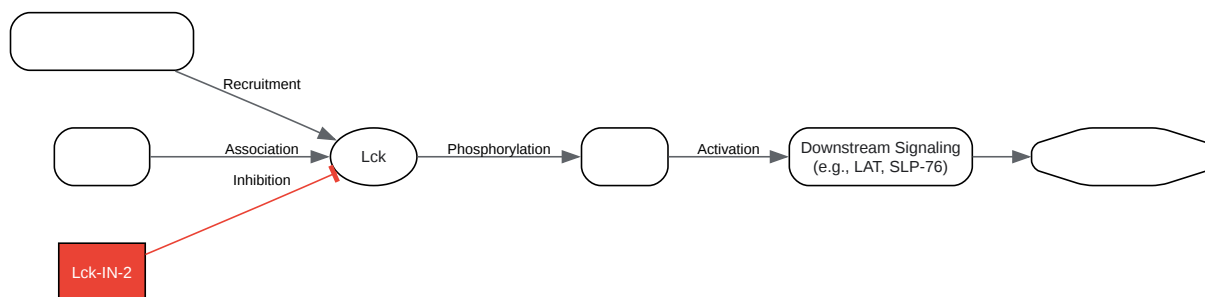 Recruitment
Association
Lck
Phosphorylation
Activation
Downstream Signaling
(e.g., LAT, SLP-76)
Inhibition
Lck-IN-2